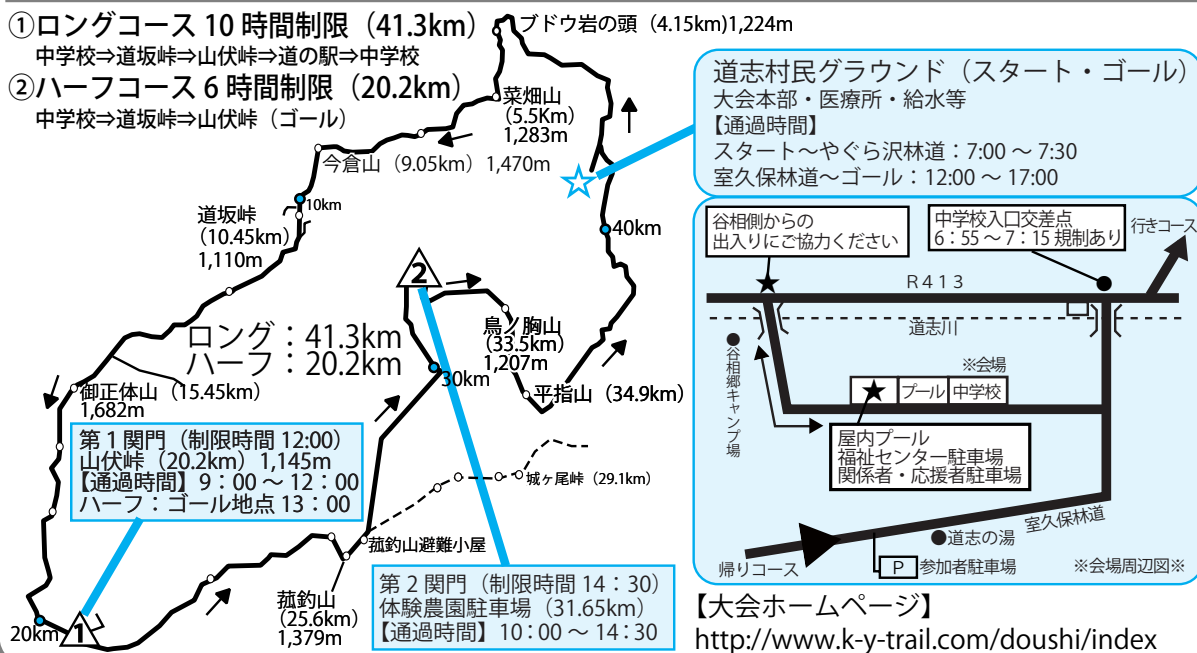 ①ロングコース 10 時間制限（41.3km）
中学校⇒道坂峠⇒山伏峠⇒道の駅⇒中学校
②ハーフコース 6 時間制限（20.2km）
中学校⇒道坂峠⇒山伏峠（ゴール）
ブドウ岩の頭（4.15km)1,224m
菜畑山
(5.5Km)
1,283m
今倉山（9.05km）1,470m
10km
道坂峠
(10.45km)
1,110m
40km
2
ロング：41.3km
ハーフ：20.2km
鳥ノ胸山
(33.5km)
1,207m
30km
平指山（34.9km）
御正体山（15.45km）
1,682m
第 1 関門（制限時間 12:00）
山伏峠（20.2km）1,145m
【通過時間】9：00 ～ 12：00
ハーフ：ゴール地点 13：00
城ヶ尾峠（29.1km）
菰釣山避難小屋
菰釣山
(25.6km)
1,379m
20km
1
第 2 関門（制限時間 14：30）
体験農園駐車場（31.65km）
【通過時間】10：00 ～ 14：30
道志村民グラウンド（スタート・ゴール）
大会本部・医療所・給水等
【通過時間】
スタート～やぐら沢林道：7:00 ～ 7:30
室久保林道～ゴール：12:00 ～ 17:00
谷相側からの
出入りにご協力ください
中学校入口交差点
6：55 ～ 7：15 規制あり
行きコース
R４１３
道志川
●谷相郷キャンプ場
※会場
★
プール
中学校
屋内プール
福祉センター駐車場
関係者・応援者駐車場
室久保林道
●道志の湯
帰りコース
P 参加者駐車場
※会場周辺図※
【大会ホームページ】
http://www.k-y-trail.com/doushi/index